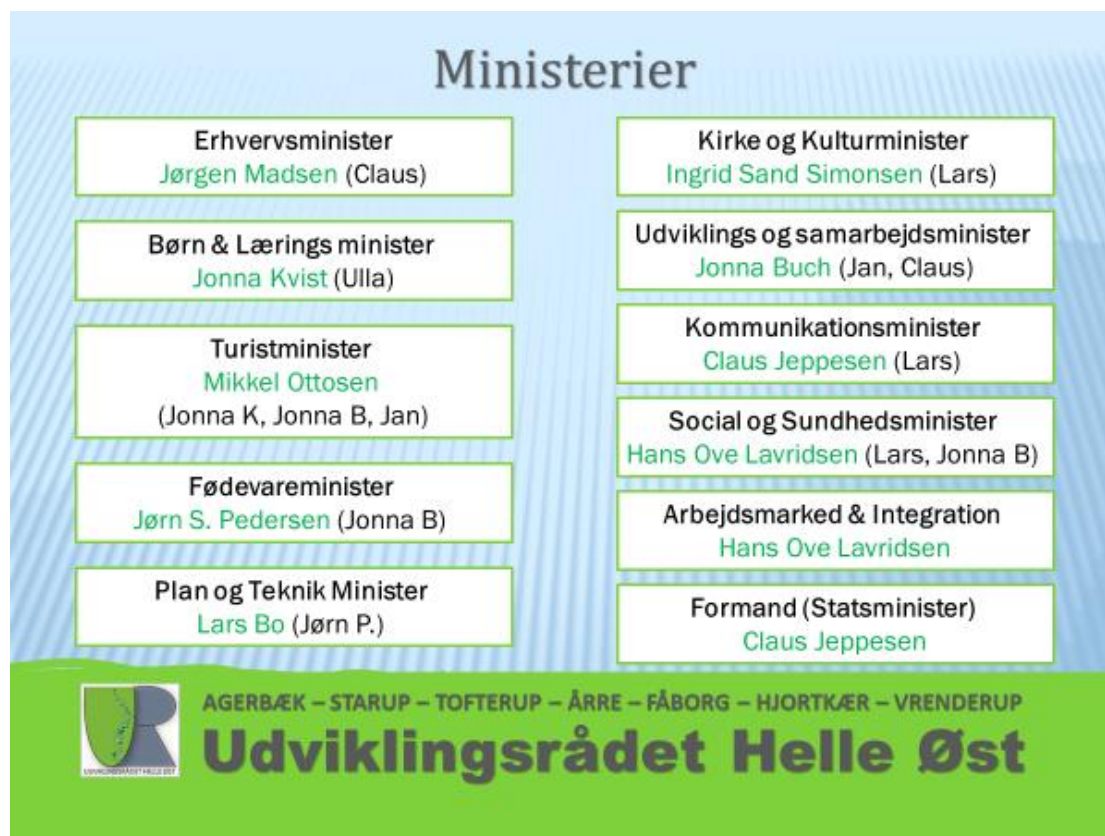 Ministerier
Erhvervsminister
Jørgen Madsen (Claus)
Børn & Lærings minister
Jonna Kvist (Ulla)
Turistminister
Mikkel Ottosen
(Jonna K, Jonna B, Jan)
Fødevareminister
Jørn S. Pedersen (Jonna B)
Plan og Teknik Minister
Lars Bo (Jørn P.)
Kirke og Kulturminister
Ingrid Sand Simonsen (Lars)
Udviklings og samarbejdsminister
Jonna Buch (Jan, Claus)
Kommunikationsminister
Claus Jeppesen (Lars)
Social og Sundhedsminister
Hans Ove Lavridsen (Lars, Jonna B)
Arbejdsmarked & Integration
Hans Ove Lavridsen
Formand (Statsminister)
Claus Jeppesen
AGERBÆK – STARUP – TOFTERUP – ÅRRE – FÅBORG – HJORTKÆR – VRENDERUP
Udviklingsrådet Helle Øst
UDVIKLINGSRÅDET HELLE ØST